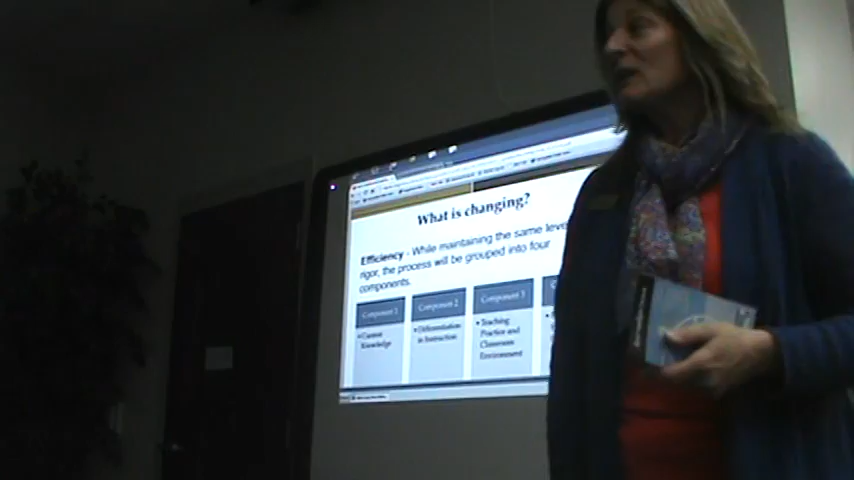 What is changing?
Efficiency - While maintaining the same leve
rigor, the process will be grouped into four
components.
Component 1
Component 2
Component 3
• Content
Knowledge
• Differentiation
in Instruction
• Teaching
Practice and
Classroom
Environment